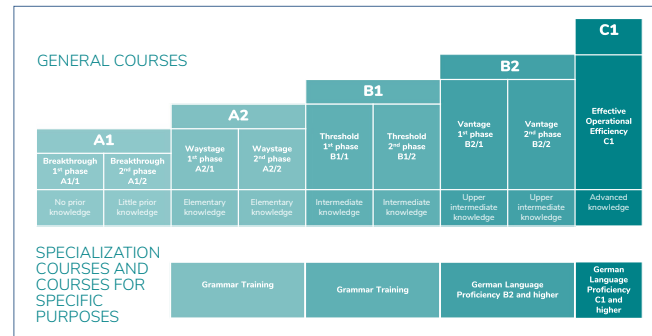 GENERAL COURSES
A1
Breakthrough
1st phase
A1/1
Breakthrough
2nd phase
A1/2
No prior
knowledge
Little prior
knowledge
A2
Waystage
1st phase
A2/1
Waystage
2nd phase
A2/2
Elementary
knowledge
Elementary
knowledge
B1
Threshold
1st phase
B1/1
Threshold
2nd phase
B1/2
Intermediate
knowledge
Intermediate
knowledge
B2
Vantage
1st phase
B2/1
Vantage
2nd phase
B2/2
Upper
intermediate
knowledge
Upper
intermediate
knowledge
C1
Effective
Operational
Efficiency
C1
Advanced
knowledge
SPECIALIZATION
COURSES AND
COURSES FOR
SPECIFIC
PURPOSES
Grammar Training
Grammar Training
German Language
Proficiency B2 and higher
German
Language
Proficiency
C1 and
higher